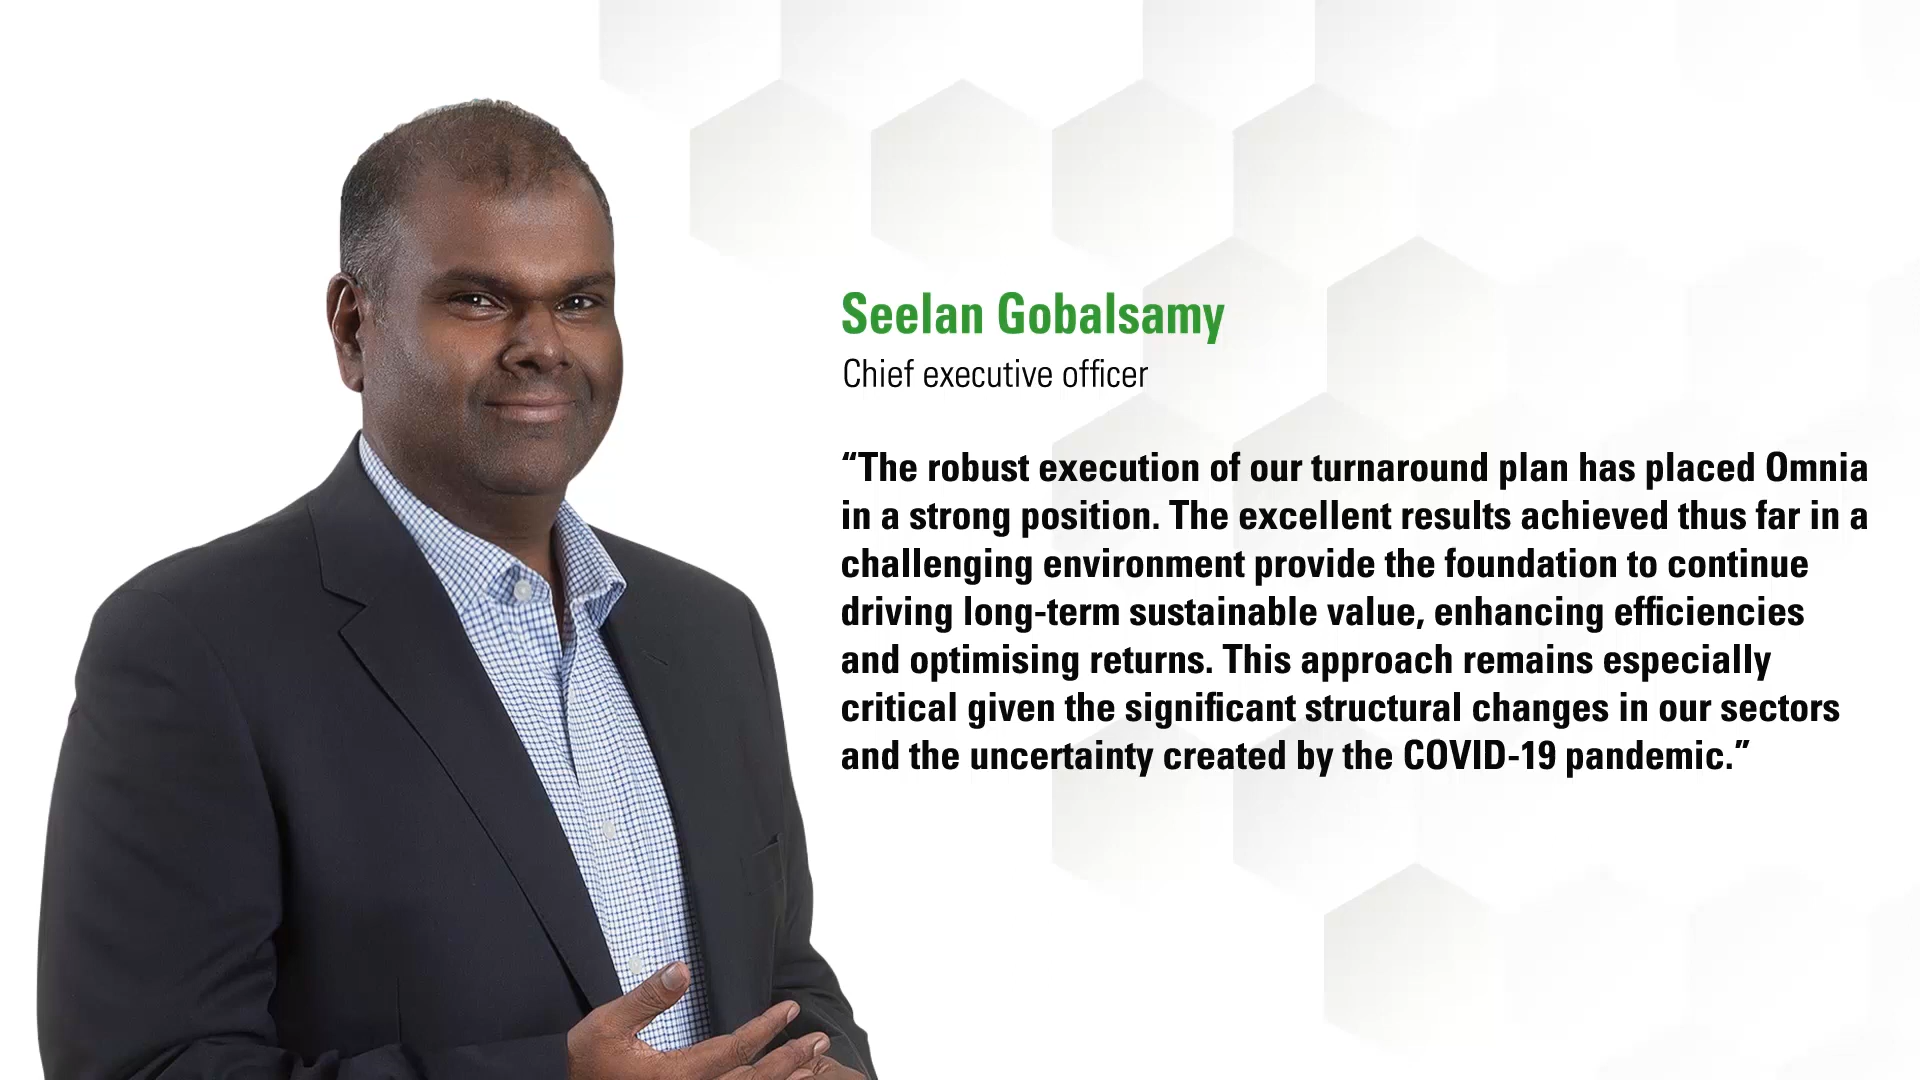 Seelan Gobalsamy
Chief executive officer
“The robust execution of our turnaround plan has placed Omnia
in a strong position. The excellent results achieved thus far in a
challenging environment provide the foundation to continue
driving long-term sustainable value, enhancing efficiencies
and optimising returns. This approach remains especially
critical given the significant structural changes in our sectors
and the uncertainty created by the COVID-19 pandemic.”